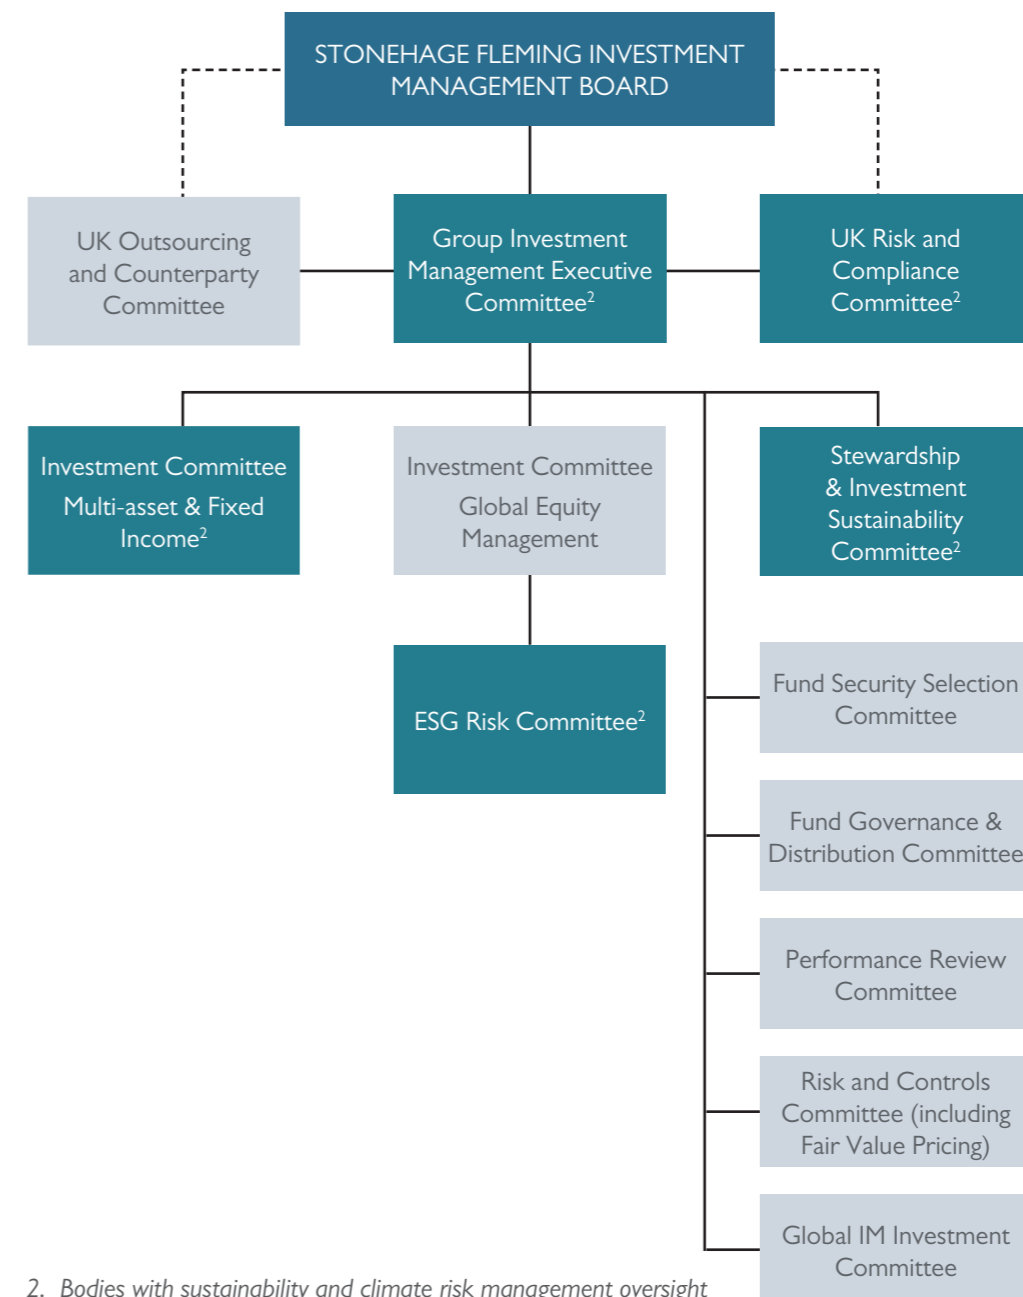 STONEHAGE FLEMING INVESTMENT
MANAGEMENT BOARD
UK Outsourcing
and Counterparty
Committee
Group Investment
Management Executive
Committee²
UK Risk and
Compliance
Committee²
Investment Committee
Multi-asset & Fixed
Income²
Investment Committee
Global Equity
Management
Stewardship
& Investment
Sustainability
Committee²
ESG Risk Committee²
Fund Security Selection
Committee
Fund Governance &
Distribution Committee
Performance Review
Committee
Risk and Controls
Committee (including
Fair Value Pricing)
Global IM Investment
Committee
2. Bodies with sustainability and climate risk management oversight